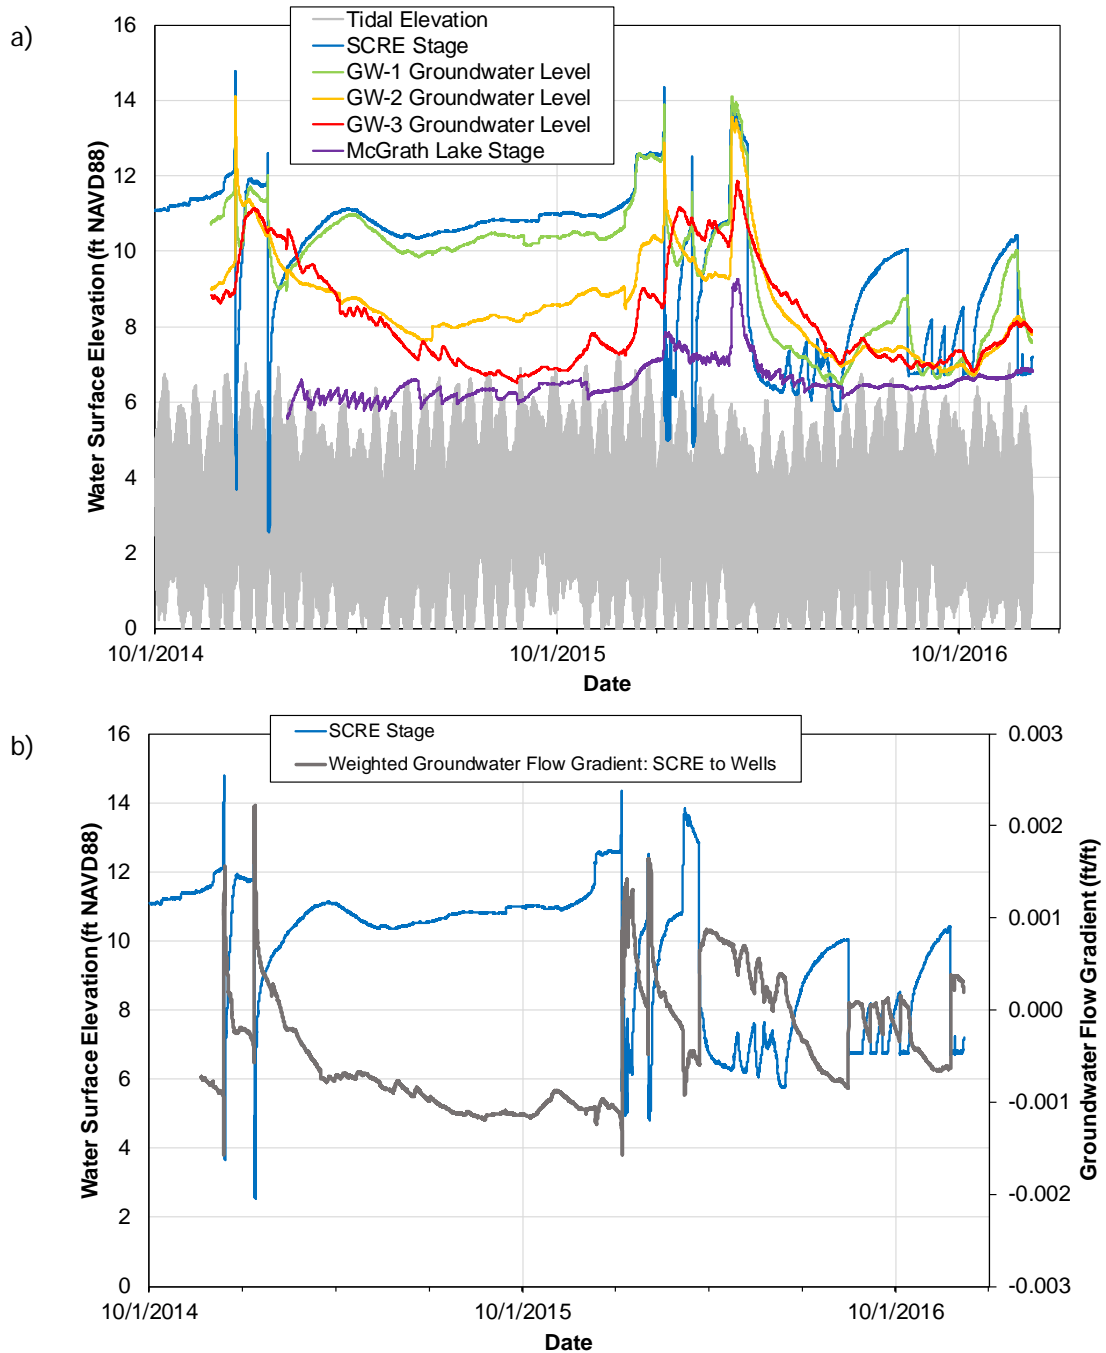 a)
16
14
12
10
8
6
4
2
0
Water Surface Elevation (ft NAVD88)
Tidal Elevation
SCRE Stage
GW-1 Groundwater Level
GW-2 Groundwater Level
GW-3 Groundwater Level
McGrath Lake Stage
10/1/2014
10/1/2015
10/1/2016
Date
b)
16
14
12
10
8
6
4
2
0
Water Surface Elevation (ft NAVD88)
SCRE Stage
Weighted Groundwater Flow Gradient: SCRE to Wells
0.003
0.002
0.001
0.000
-0.001
-0.002
-0.003
Groundwater Flow Gradient (ft/ft)
10/1/2014
10/1/2015
10/1/2016
Date